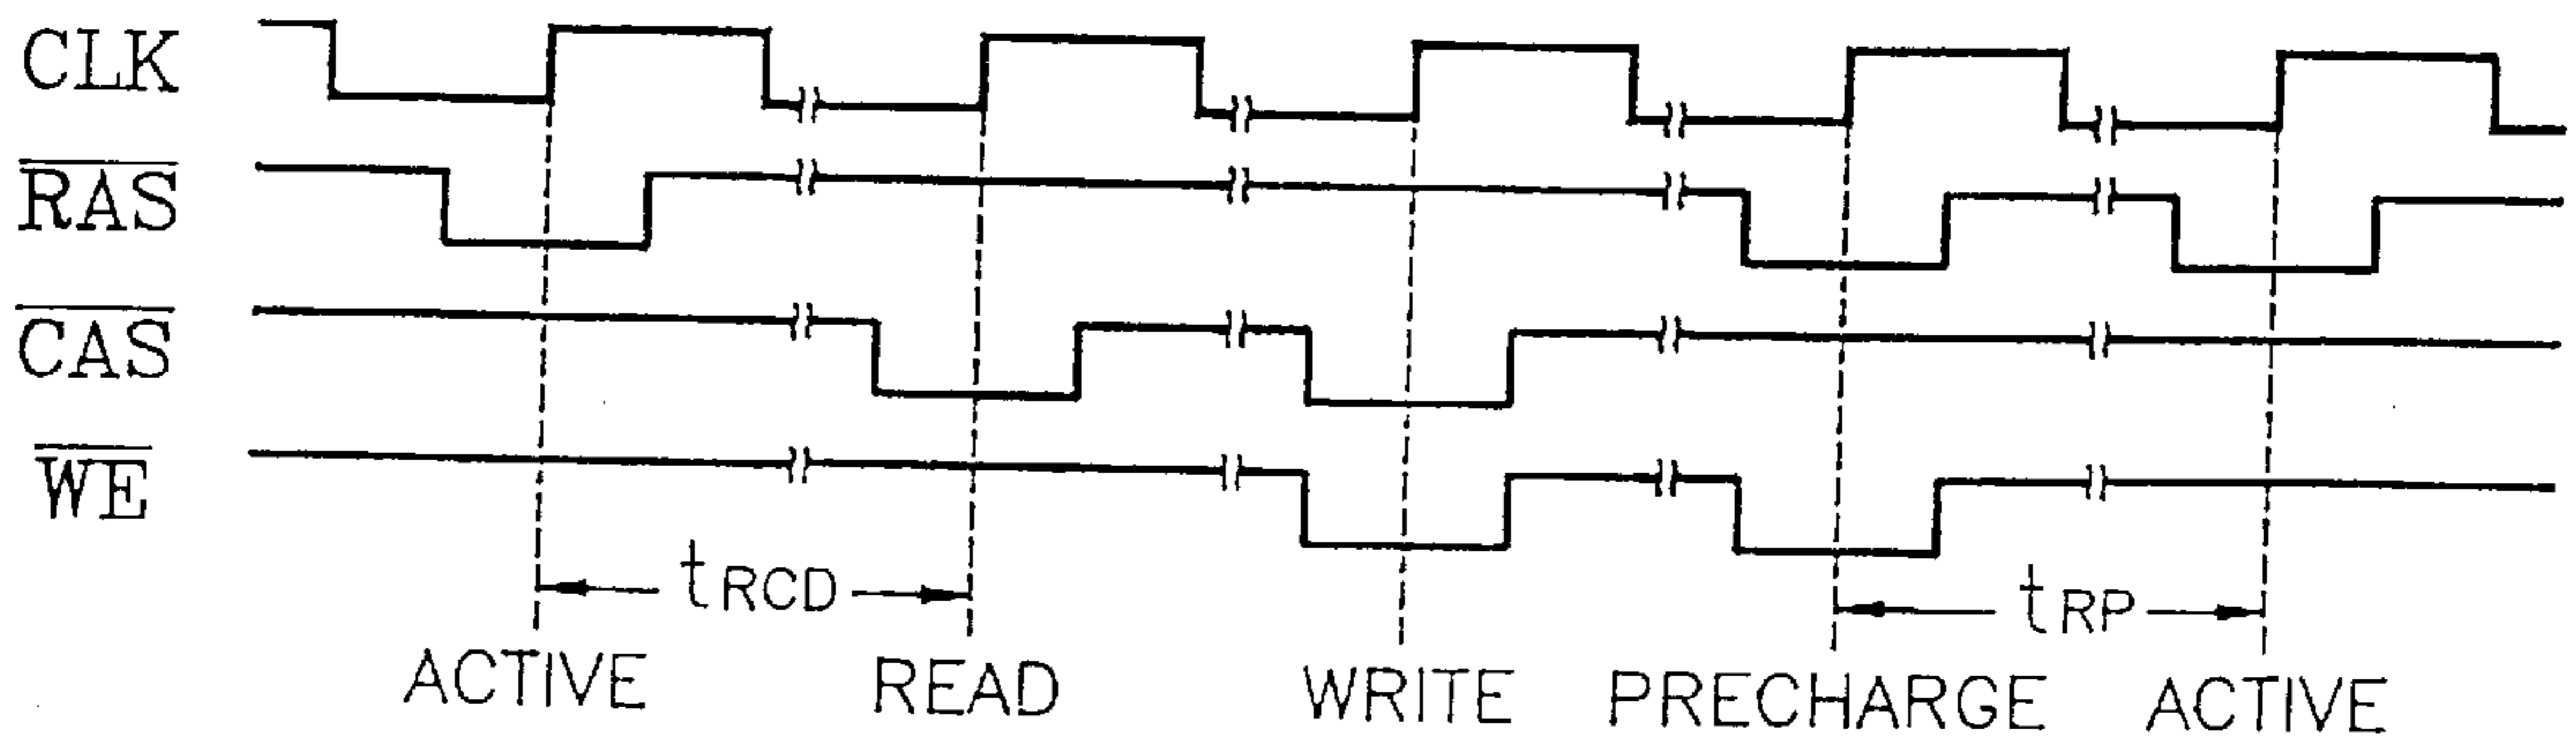 CLK
RAS
CAS
WE
tRCD
tRP
ACTIVE READ WRITE PRECHARGE ACTIVE